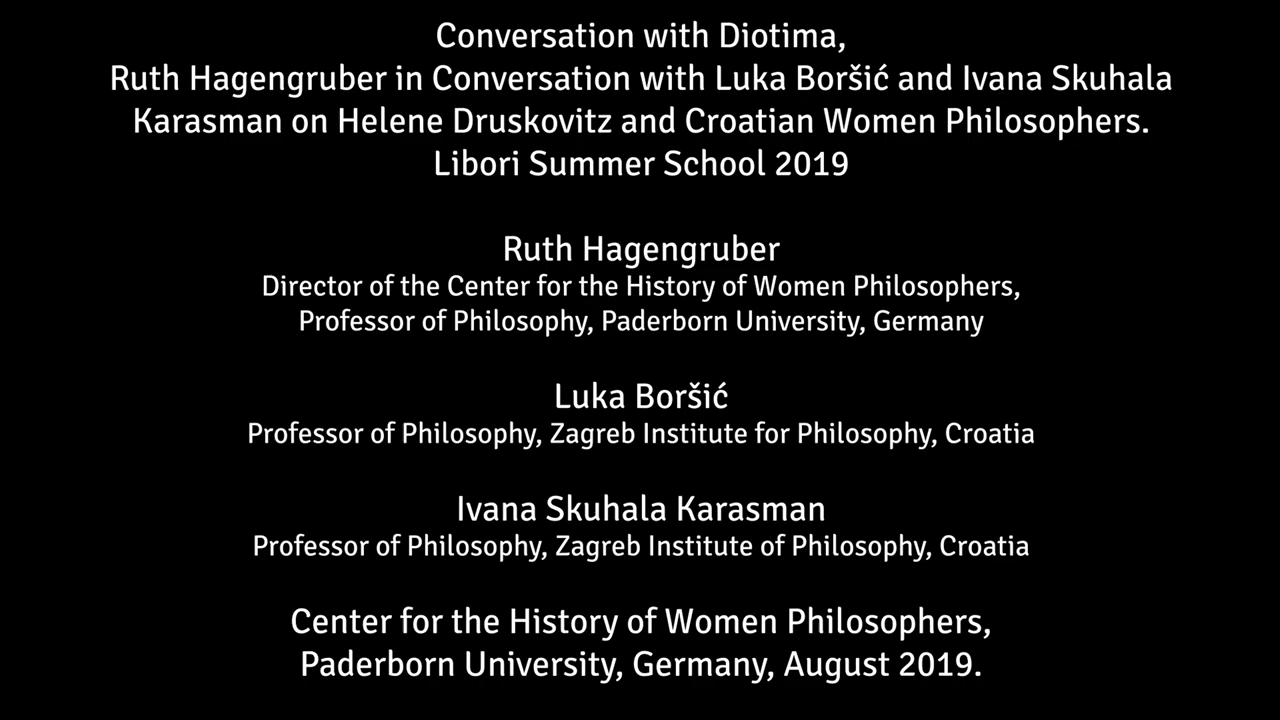 Conversation with Diotima,
Ruth Hagengruber in Conversation with Luka Boršić and Ivana Skuhala
Karasman on Helene Druskovitz and Croatian Women Philosophers.
Libori Summer School 2019
Ruth Hagengruber
Director of the Center for the History of Women Philosophers,
Professor of Philosophy, Paderborn University, Germany
Luka Boršić
Professor of Philosophy, Zagreb Institute for Philosophy, Croatia
Ivana Skuhala Karasman
Professor of Philosophy, Zagreb Institute of Philosophy, Croatia
Center for the History of Women Philosophers,
Paderborn University, Germany, August 2019.